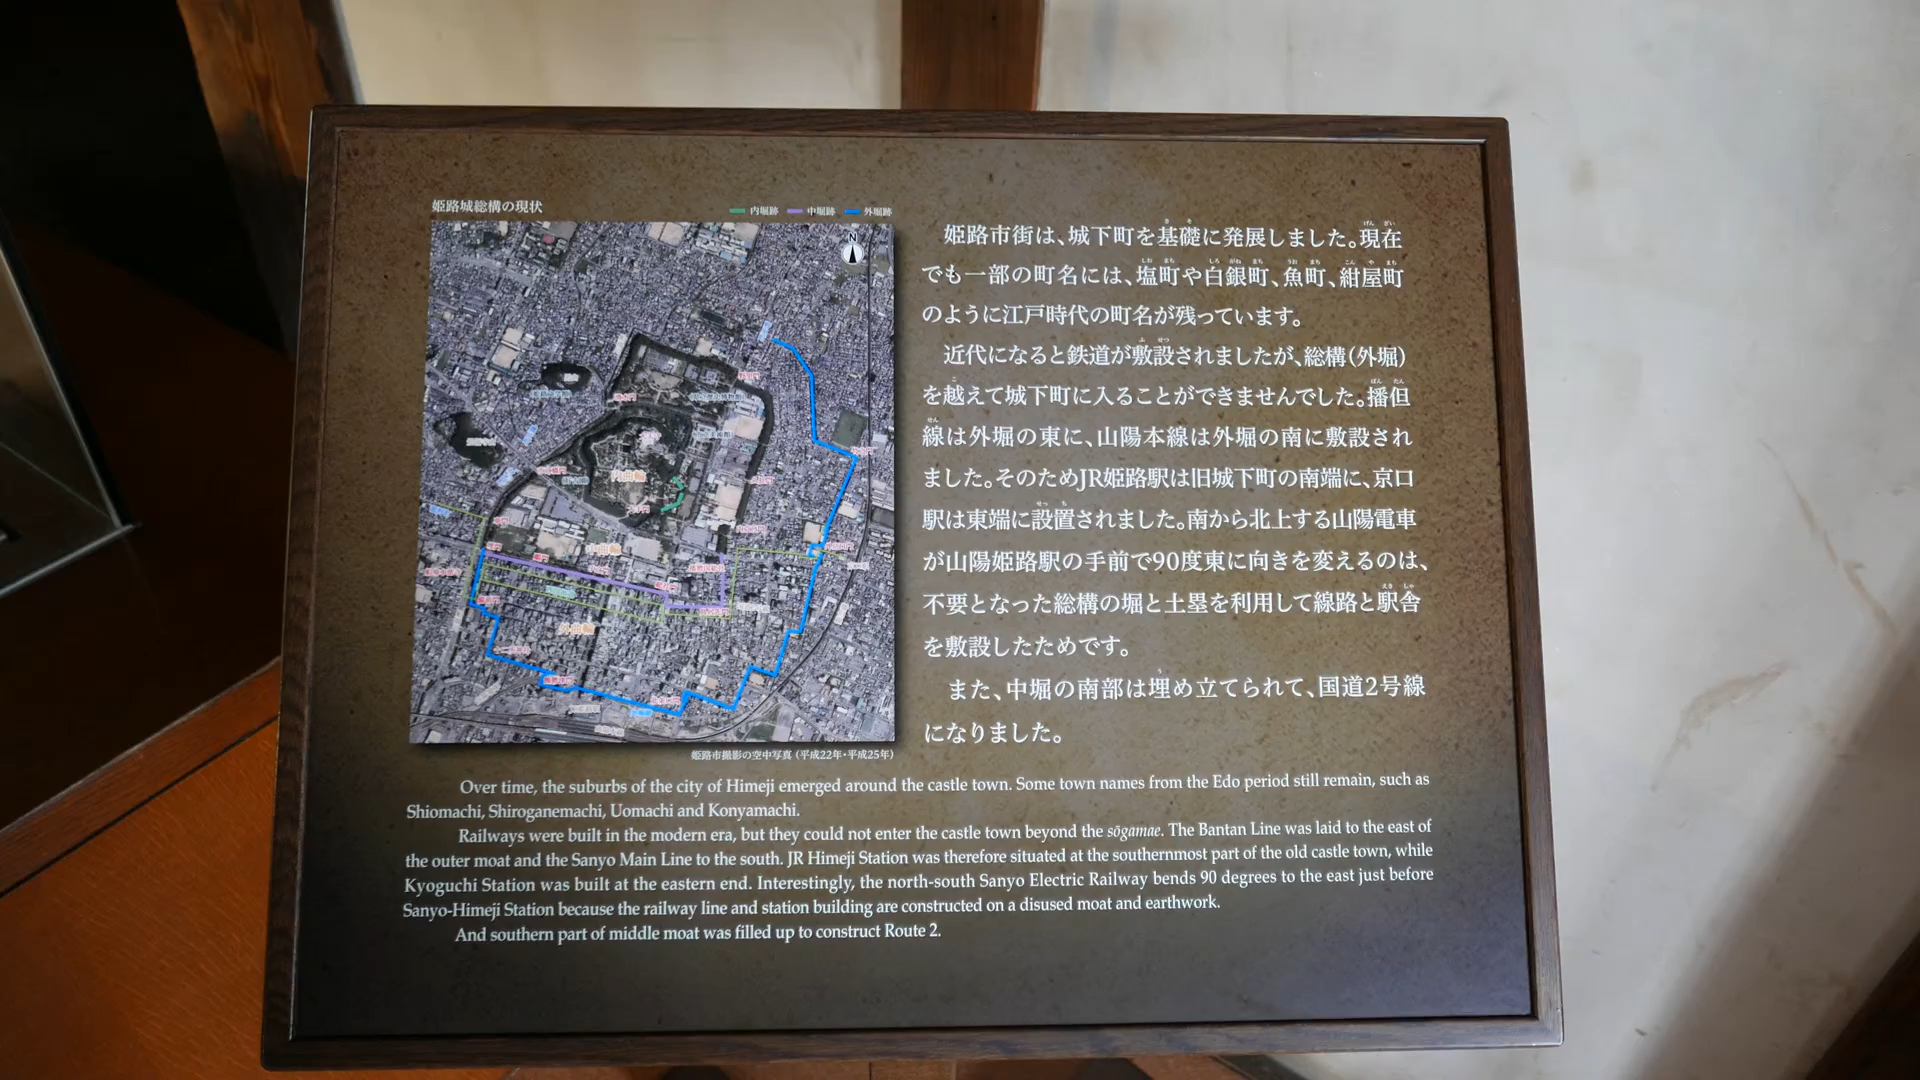 姫路城総構の現状
内堀跡 中堀跡 外堀跡
N
内曲輪
中曲輪
外曲輪
姫路市撮影の空中写真（平成22年・平成25年）
姫路市街は、城下町を基礎に発展しました。現在
でも一部の町名には、塩町や白銀町、魚町、紺屋町
のように江戸時代の町名が残っています。
近代になると鉄道が敷設されましたが、総構（外堀）
を越えて城下町に入ることができませんでした。播但
線は外堀の東に、山陽本線は外堀の南に敷設され
ました。そのためJR姫路駅は旧城下町の南端に、京口
駅は東端に設置されました。南から北上する山陽電車
が山陽姫路駅の手前で90度東に向きを変えるのは、
不要となった総構の堀と土塁を利用して線路と駅舎
を敷設したためです。
また、中堀の南部は埋め立てられて、国道2号線
になりました。
Over time, the suburbs of the city of Himeji emerged around the castle town. Some town names from the Edo period still remain, such as
Shiomachi, Shiroganemachi, Uomachi and Konyamachi.
Railways were built in the modern era, but they could not enter the castle town beyond the sōgamae. The Bantan Line was laid to the east of
the outer moat and the Sanyo Main Line to the south. JR Himeji Station was therefore situated at the southernmost part of the old castle town, while
Kyoguchi Station was built at the eastern end. Interestingly, the north-south Sanyo Electric Railway bends 90 degrees to the east just before
Sanyo-Himeji Station because the railway line and station building are constructed on a disused moat and earthwork.
And southern part of middle moat was filled up to construct Route 2.